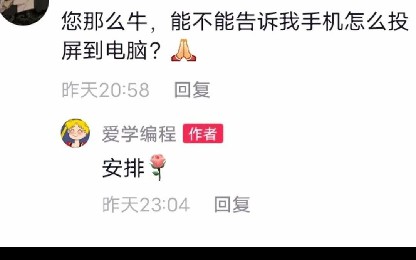 您那么牛，能不能告诉我手机怎么投
屏到电脑？🙏
昨天20:58 回复
爱学编程 作者
安排🌹
昨天23:04 回复